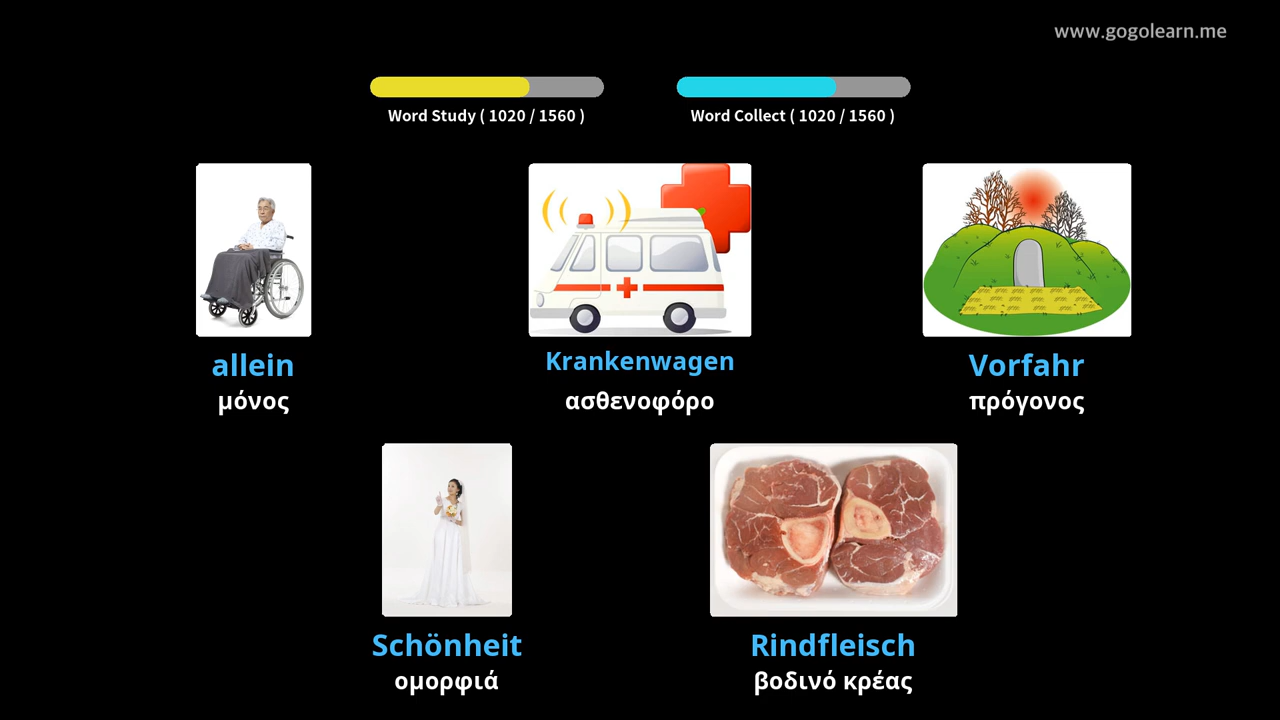 www.gogolearn.me
Word Study ( 1020 / 1560 )
Word Collect ( 1020 / 1560 )
allein
μόνος
Krankenwagen
ασθενοφόρο
Vorfahr
πρόγονος
Schönheit
ομορφιά
Rindfleisch
βοδινό κρέας